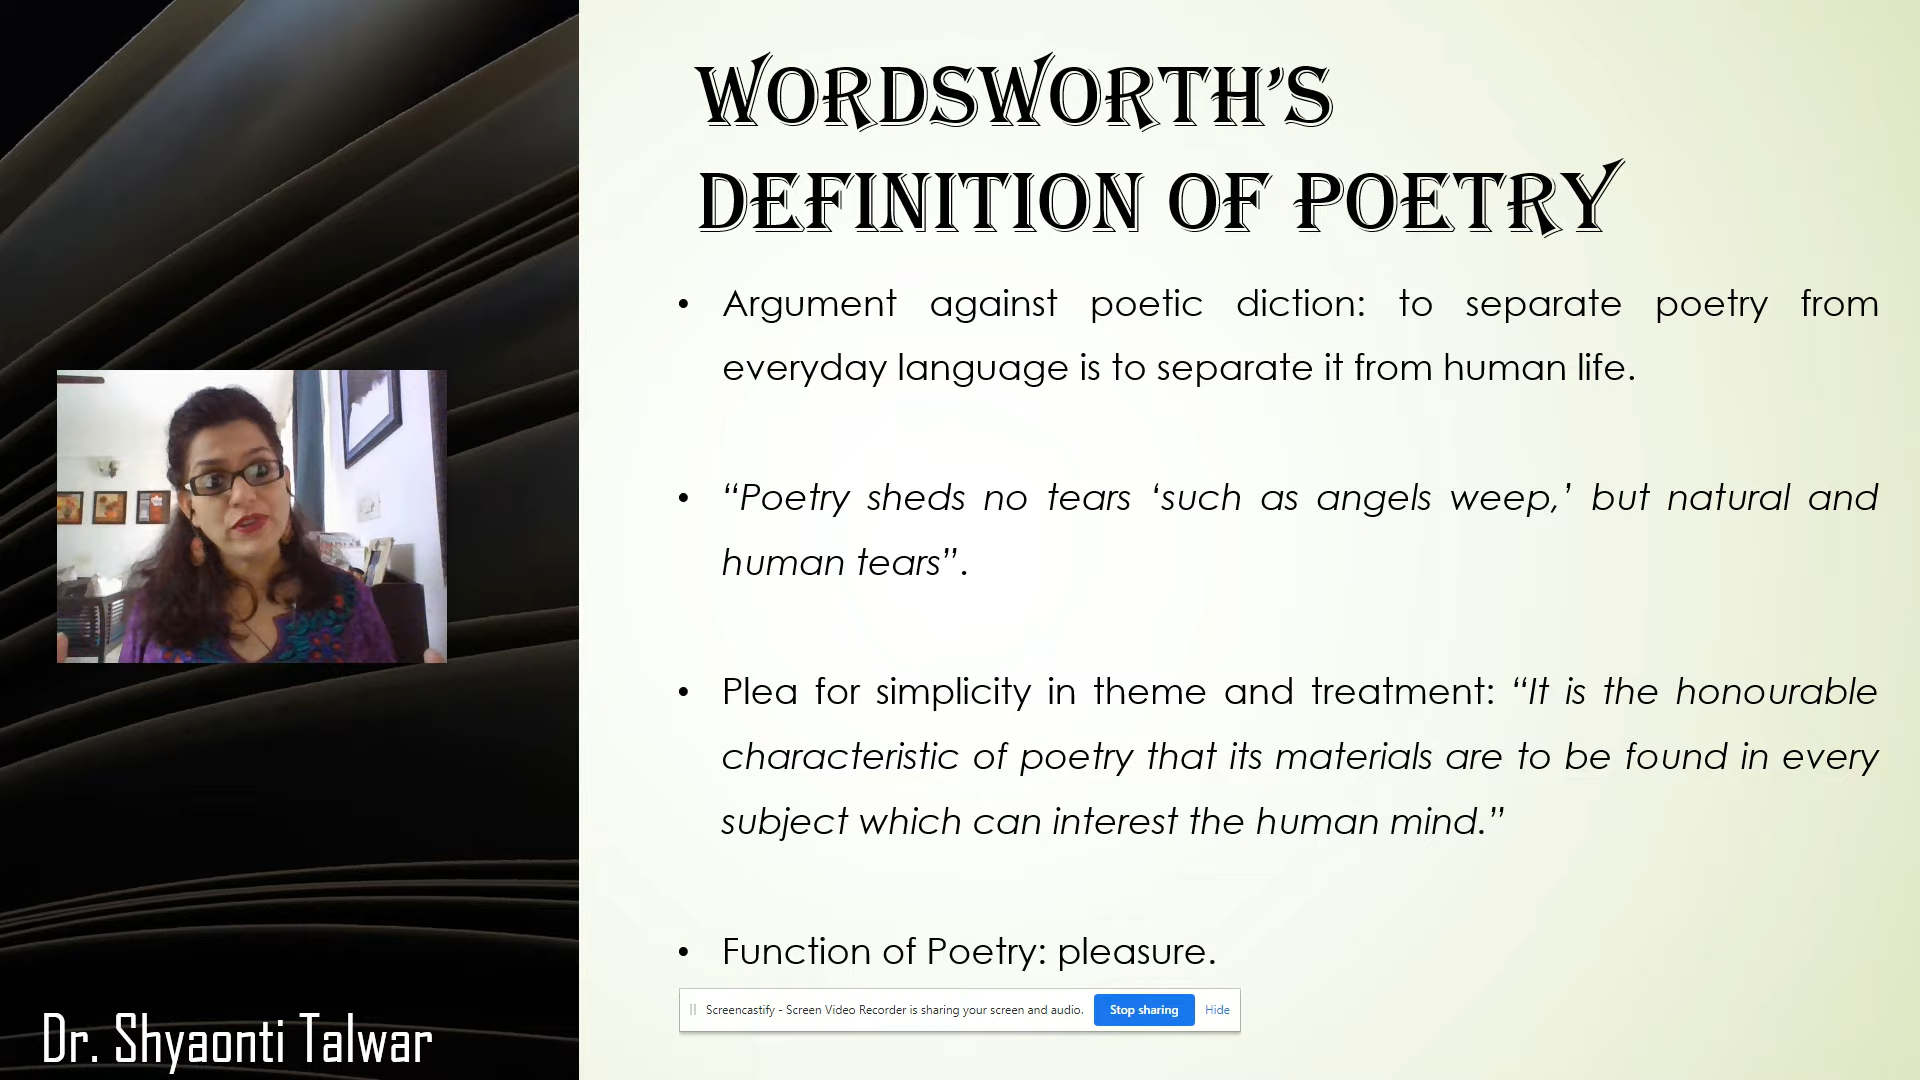 WORDSWORTH’S
DEFINITION OF POETRY
• Argument against poetic diction: to separate poetry from
everyday language is to separate it from human life.
• “Poetry sheds no tears ‘such as angels weep,’ but natural and
human tears”.
• Plea for simplicity in theme and treatment: “It is the honourable
characteristic of poetry that its materials are to be found in every
subject which can interest the human mind.”
• Function of Poetry: pleasure.
Screencastify - Screen Video Recorder is sharing your screen and audio. Stop sharing Hide
Dr. Shyaonti Talwar